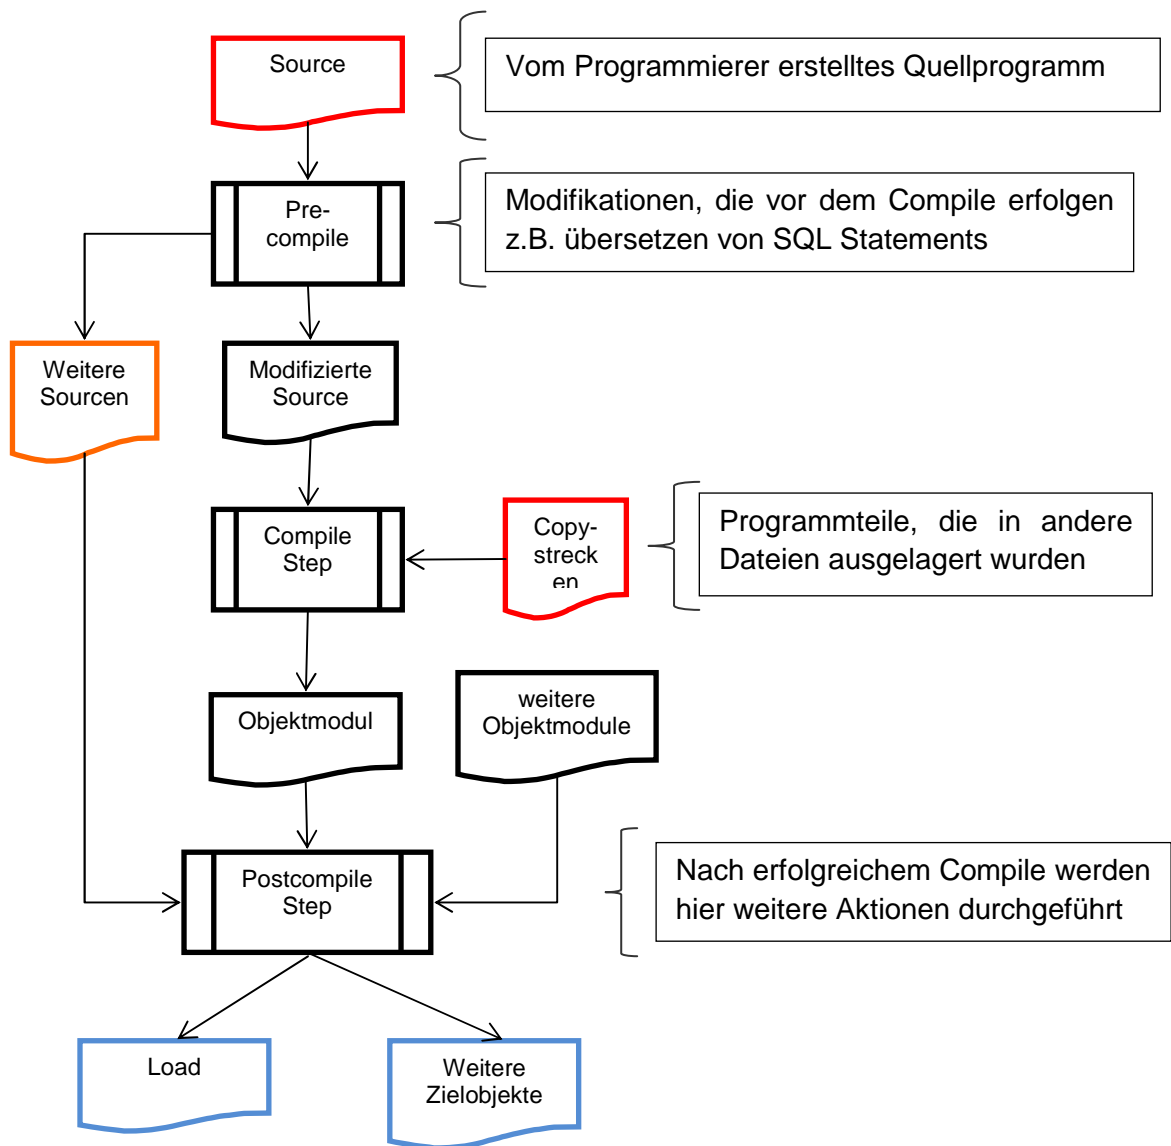 Source
Vom Programmierer erstelltes Quellprogramm
Pre-
compile
Modifikationen, die vor dem Compile erfolgen
z.B. übersetzen von SQL Statements
Weitere
Sourcen
Modifizierte
Source
Compile
Step
Copy-
streck
en
Programmteile, die in andere
Dateien ausgelagert wurden
Objektmodul
weitere
Objektmodule
Postcompile
Step
Nach erfolgreichem Compile werden
hier weitere Aktionen durchgeführt
Load
Weitere
Zielobjekte